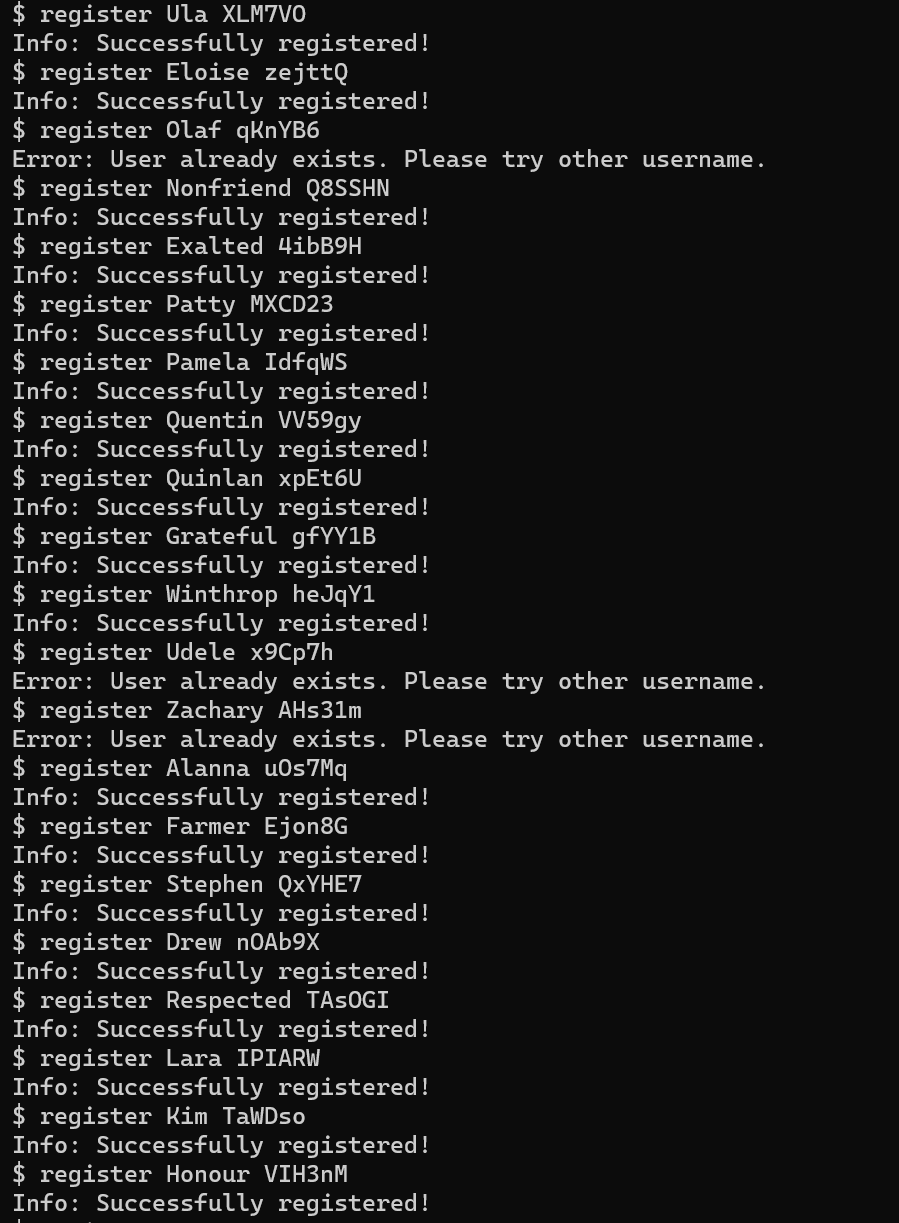 $ register Ula XLM7VO
Info: Successfully registered!
$ register Eloise zejttQ
Info: Successfully registered!
$ register Olaf qKnYB6
Error: User already exists. Please try other username.
$ register Nonfriend Q8SSHN
Info: Successfully registered!
$ register Exalted 4ibB9H
Info: Successfully registered!
$ register Patty MXCD23
Info: Successfully registered!
$ register Pamela IdfqWS
Info: Successfully registered!
$ register Quentin VV59gy
Info: Successfully registered!
$ register Quinlan xpEt6U
Info: Successfully registered!
$ register Grateful gfYY1B
Info: Successfully registered!
$ register Winthrop heJqY1
Info: Successfully registered!
$ register Udele x9Cp7h
Error: User already exists. Please try other username.
$ register Zachary AHs31m
Error: User already exists. Please try other username.
$ register Alanna uOs7Mq
Info: Successfully registered!
$ register Farmer Ejon8G
Info: Successfully registered!
$ register Stephen QxYHE7
Info: Successfully registered!
$ register Drew nOAb9X
Info: Successfully registered!
$ register Respected TAsOGI
Info: Successfully registered!
$ register Lara IPIARW
Info: Successfully registered!
$ register Kim TaWDso
Info: Successfully registered!
$ register Honour VIH3nM
Info: Successfully registered!